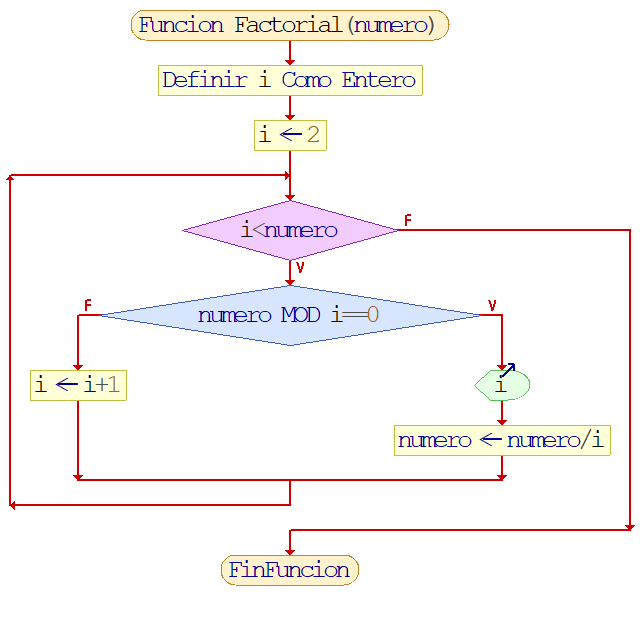 Funcion Factorial(numero)
Definir i Como Entero
i ← 2
i<numero
F
V
numero MOD i==0
F
V
i ← i+1
i
numero ← numero/i
FinFuncion